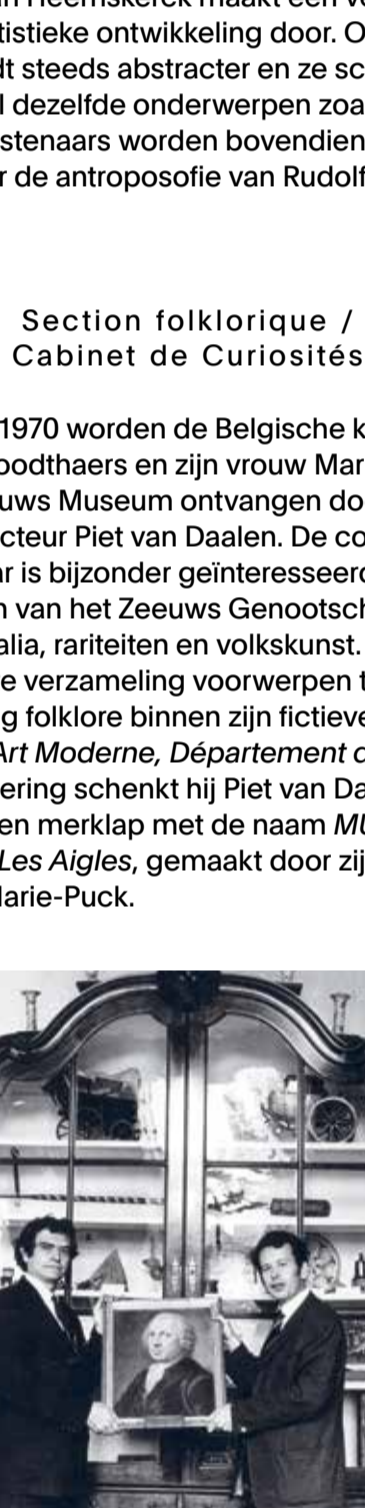 tistieke ontwikkeling door. O
dt steeds abstracter en ze sc
l dezelfde onderwerpen zoa
stenaars worden bovendien
r de antroposofie van Rudolf
Section folklorique /
Cabinet de Curiosités
1970 worden de Belgische k
oodthaers en zijn vrouw Mar
uws Museum ontvangen do
cteur Piet van Daalen. De co
ar is bijzonder geïnteresseerd
n van het Zeeuws Genootsch
alia, rariteiten en volkskunst.
e verzameling voorwerpen t
g folklore binnen zijn fictieve
Art Moderne, Département d
ering schenkt hij Piet van Da
en merklap met de naam MU
Les Aigles, gemaakt door zij
Marie-Puck.